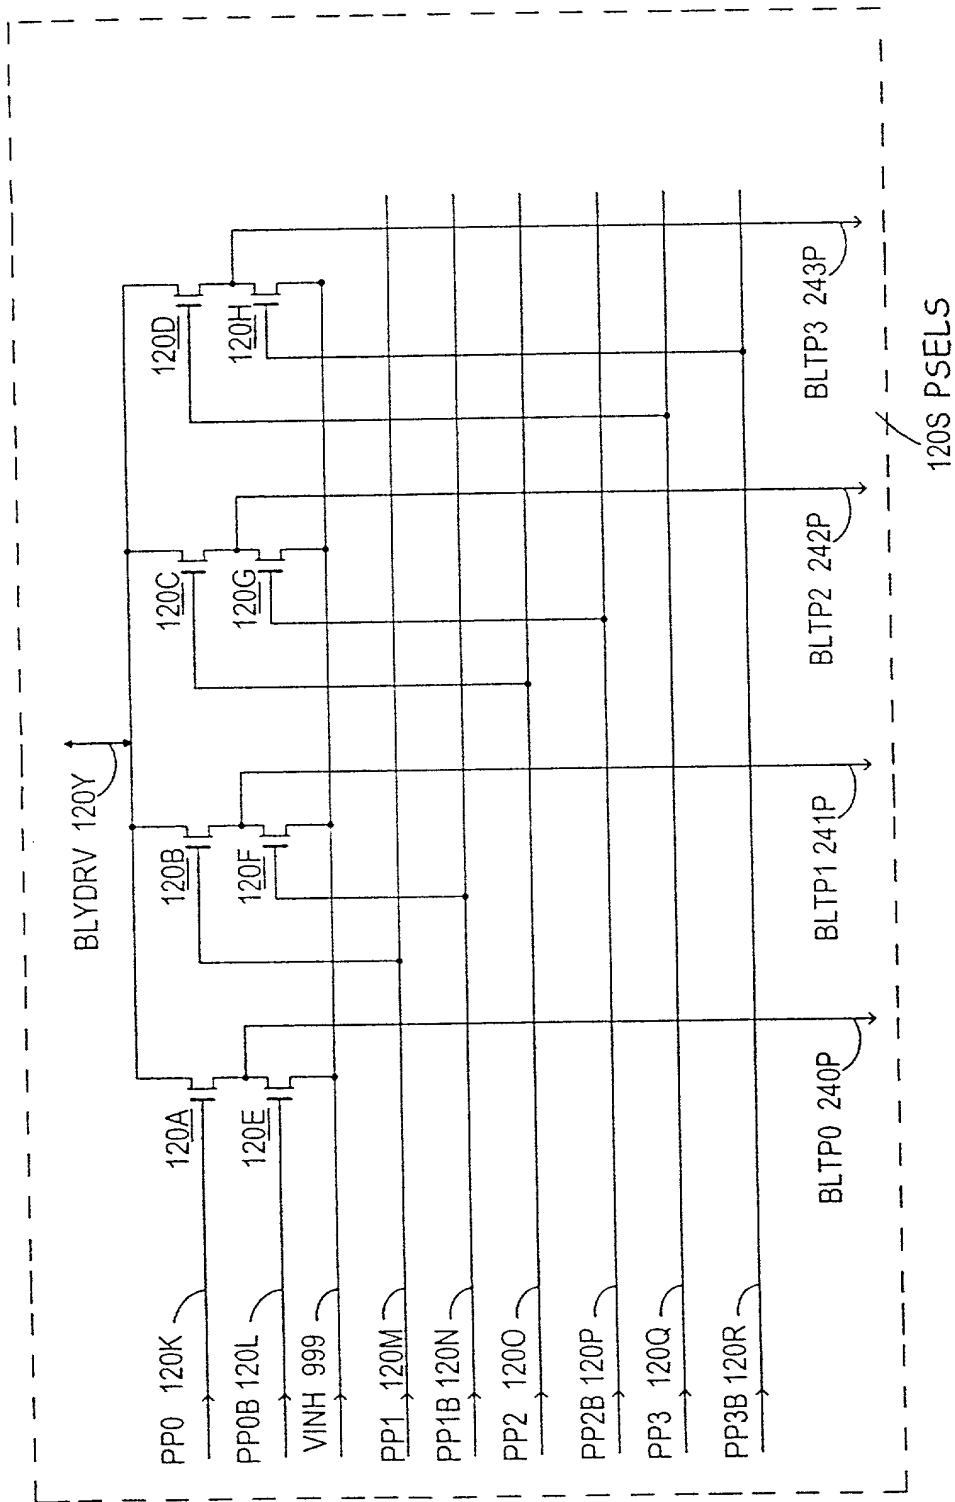 BLYDRV 120Y
120A
120B
120C
120D
120E
120F
120G
120H
PP0 120K
PP0B 120L
VINH 999
PP1 120M
PP1B 120N
PP2 120O
PP2B 120P
PP3 120Q
PP3B 120R
BLTP0 240P
BLTP1 241P
BLTP2 242P
BLTP3 243P
120S PSELS